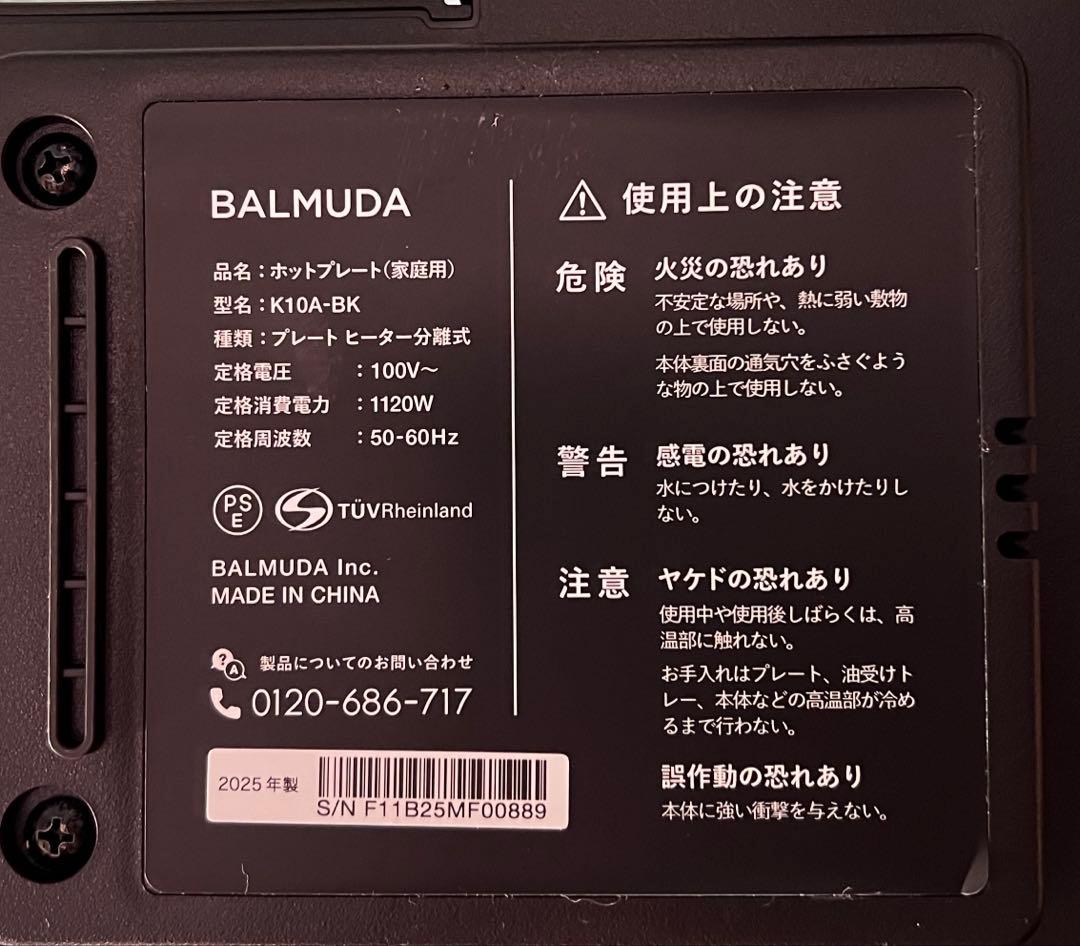 BALMUDA
品名：ホットプレート（家庭用）
型名：K10A-BK
種類：プレート ヒーター分離式
定格電圧　　：100V～
定格消費電力　：1120W
定格周波数　　：50-60Hz
PS
E
TÜVRheinland
BALMUDA Inc.
MADE IN CHINA
? A 製品についてのお問い合わせ
0120-686-717
2025 年製
S/N F11B25MF00889
使用上の注意
危険 火災の恐れあり
不安定な場所や、熱に弱い敷物
の上で使用しない。
本体裏面の通気穴をふさぐよう
な物の上で使用しない。
警告 感電の恐れあり
水につけたり、水をかけたりし
ない。
注意 ヤケドの恐れあり
使用中や使用後しばらくは、高
温部に触れない。
お手入れはプレート、油受けト
レー、本体などの高温部が冷め
るまで行わない。
誤作動の恐れあり
本体に強い衝撃を与えない。